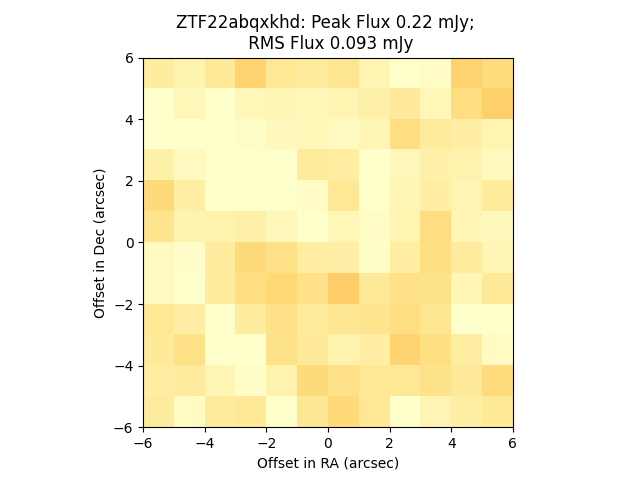 ZTF22abqxkhd: Peak Flux 0.22 mJy;
RMS Flux 0.093 mJy
6
4
2
0
−2
−4
−6
Offset in Dec (arcsec)
−6 −4 −2 0 2 4 6
Offset in RA (arcsec)